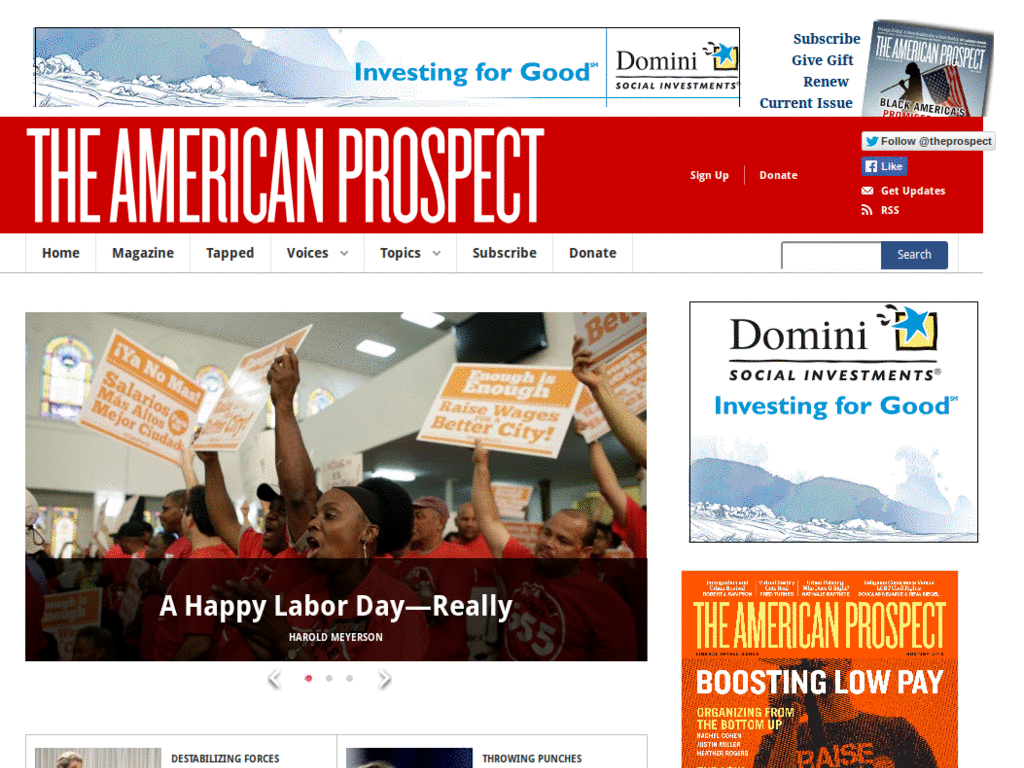 Investing for Good℠
Domini
SOCIAL INVESTMENTS®
Subscribe
Give Gift
Renew
Current Issue
THE AMERICAN PROSPECT
BLACK AMERICA'S
THE AMERICAN PROSPECT
Sign Up
Donate
Follow @theprospect
Like
Get Updates
RSS
Home
Magazine
Tapped
Voices
Topics
Subscribe
Donate
Search
¡Ya No Mas!
Salarios
Más Altos
Mejor Ciudad
Enough is
Enough
Raise Wages
Better City!
Enough is
Enough
A Happy Labor Day—Really
HAROLD MEYERSON
Domini
SOCIAL INVESTMENTS®
Investing for Good℠
THE AMERICAN PROSPECT
BOOSTING LOW PAY
ORGANIZING FROM
THE BOTTOM UP
RACHEL COHEN
JUSTIN MILLER
HEATHER ROGERS
RAISE
DESTABILIZING FORCES
THROWING PUNCHES